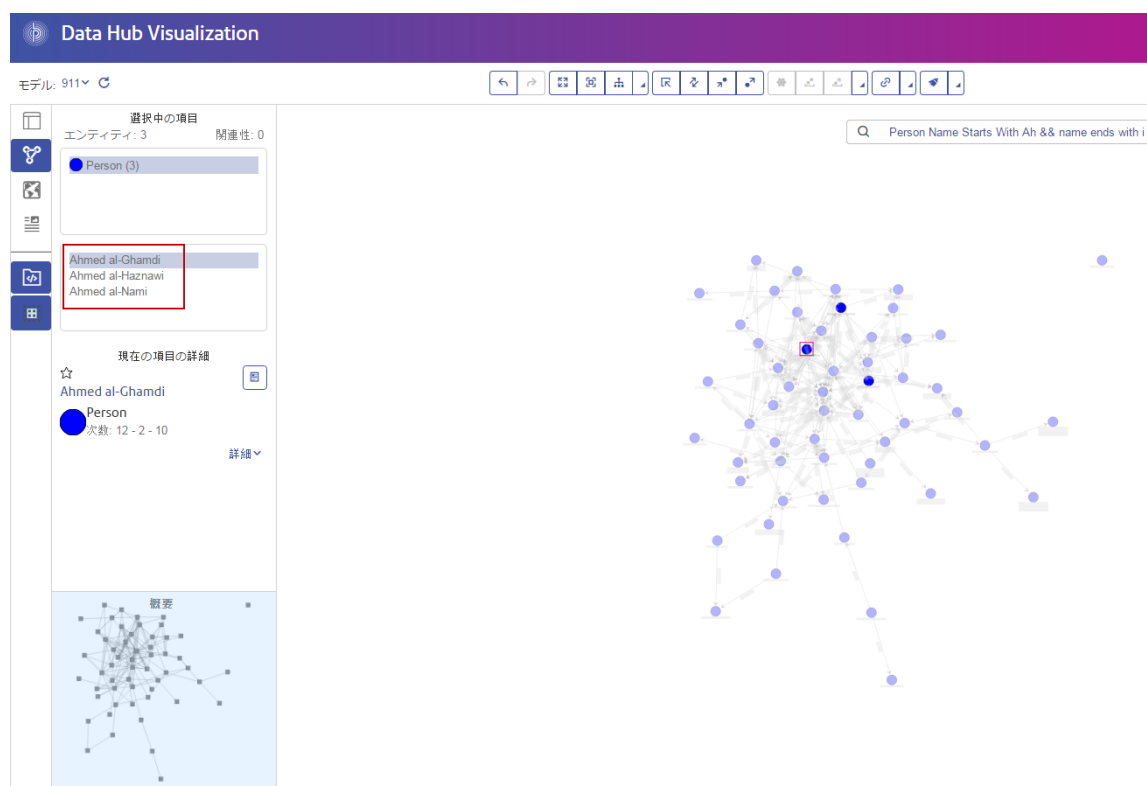 Data Hub Visualization
モデル: 911
選択中の項目
エンティティ: 3 関連性: 0
Person (3)
Ahmed al-Ghamdi
Ahmed al-Haznawi
Ahmed al-Nami
現在の項目の詳細
Ahmed al-Ghamdi
Person
次数: 12 - 2 - 10
詳細
概要
Person Name Starts With Ah && name ends with i